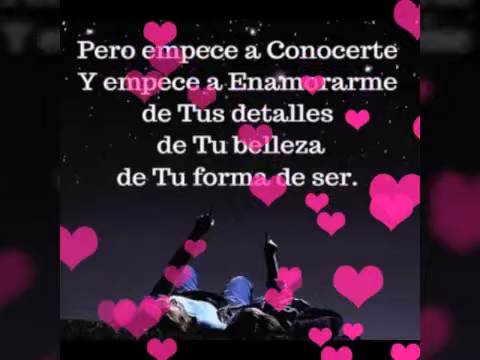 Pero empece a Conocerte
Y empece a Enamorarme
de Tus detalles
de Tu belleza
de Tu forma de ser.